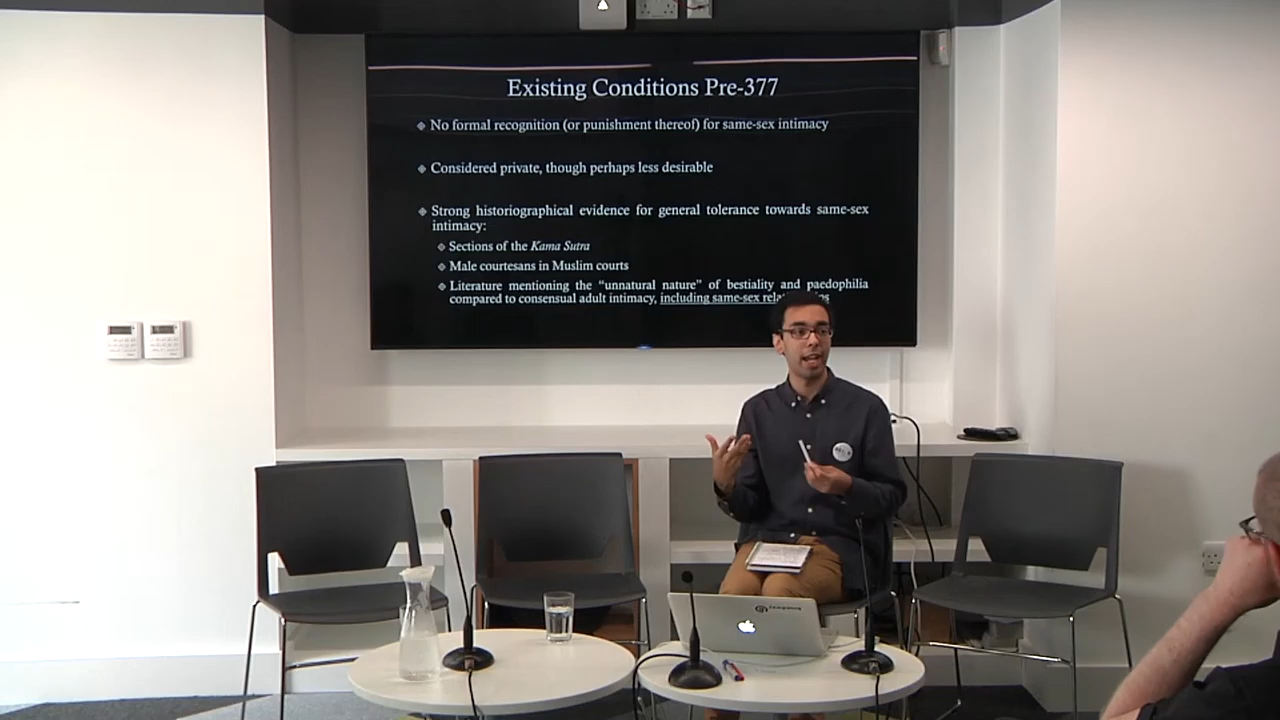 Existing Conditions Pre-377
No formal recognition (or punishment thereof) for same-sex intimacy
Considered private, though perhaps less desirable
Strong historiographical evidence for general tolerance towards same-sex
intimacy:
Sections of the Kama Sutra
Male courtesans in Muslim courts
Literature mentioning the “unnatural nature” of bestiality and paedophilia
compared to consensual adult intimacy, including same-sex